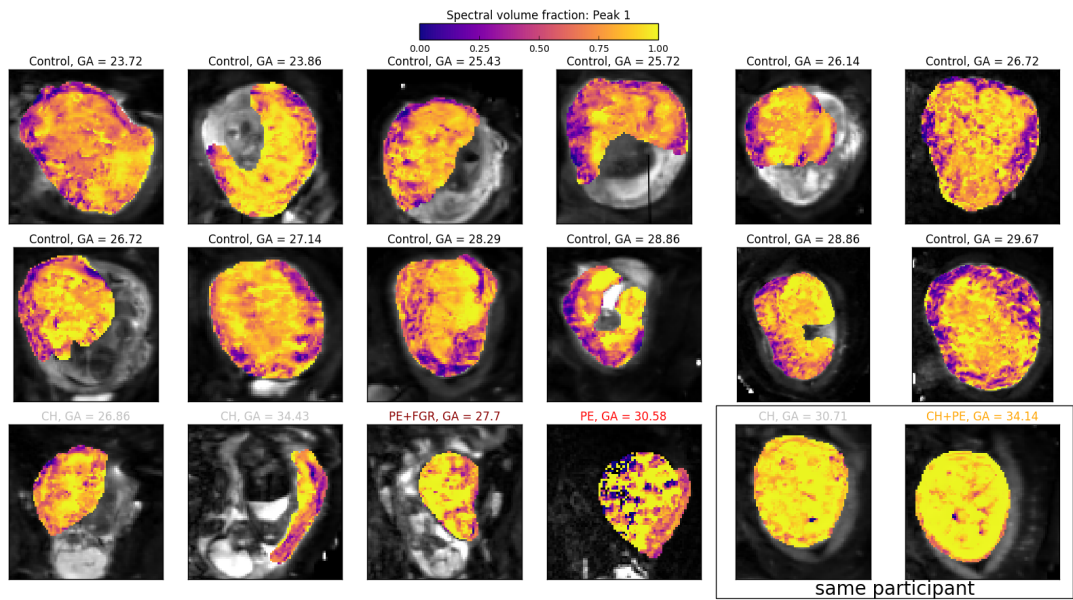 Spectral volume fraction: Peak 1
0.00 0.25 0.50 0.75 1.00
Control, GA = 23.72 Control, GA = 23.86 Control, GA = 25.43 Control, GA = 25.72 Control, GA = 26.14 Control, GA = 26.72
Control, GA = 26.72 Control, GA = 27.14 Control, GA = 28.29 Control, GA = 28.86 Control, GA = 28.86 Control, GA = 29.67
CH, GA = 26.86 CH, GA = 34.43 PE+FGR, GA = 27.7 PE, GA = 30.58 CH, GA = 30.71 CH+PE, GA = 34.14
same participant